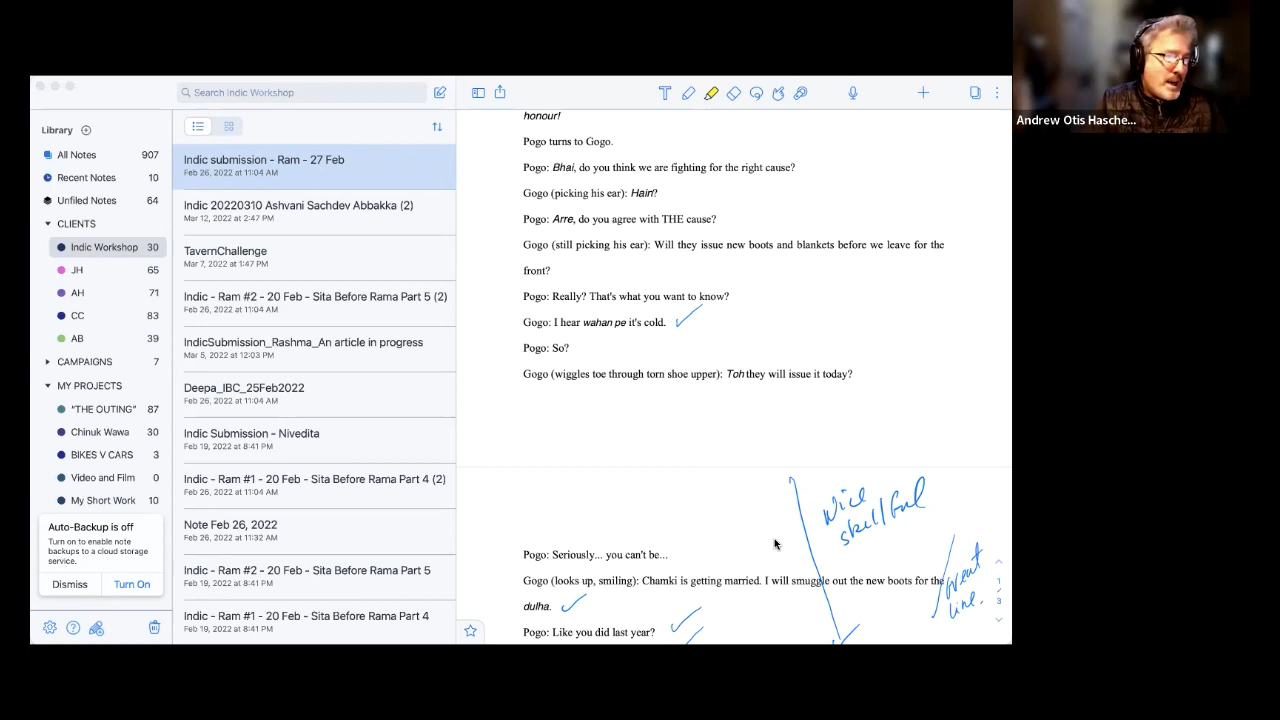 Search Indic Workshop
Library
All Notes 907
Recent Notes 10
Unfiled Notes 64
CLIENTS
Indic Workshop 30
JH 65
AH 71
CC 83
AB 39
CAMPAIGNS 7
MY PROJECTS
"THE OUTING" 87
Chinuk Wawa 30
BIKES V CARS 3
Video and Film 0
My Short Work 10
Auto-Backup is off
Turn on to enable note
backups to a cloud storage
service.
Dismiss Turn On
Indic submission - Ram - 27 Feb
Feb 26, 2022 at 11:04 AM
Indic 20220310 Ashvani Sachdev Abbakka (2)
Mar 12, 2022 at 2:47 PM
TavernChallenge
Mar 7, 2022 at 1:47 PM
Indic - Ram #2 - 20 Feb - Sita Before Rama Part 5 (2)
Feb 26, 2022 at 11:04 AM
IndicSubmission_Rashma_An article in progress
Mar 5, 2022 at 12:03 PM
Deepa_IBC_25Feb2022
Feb 26, 2022 at 11:04 AM
Indic Submission - Nivedita
Feb 19, 2022 at 8:41 PM
Indic - Ram #1 - 20 Feb - Sita Before Rama Part 4 (2)
Feb 26, 2022 at 11:04 AM
Note Feb 26, 2022
Feb 26, 2022 at 11:32 AM
Indic - Ram #2 - 20 Feb - Sita Before Rama Part 5
Feb 19, 2022 at 8:41 PM
Indic - Ram #1 - 20 Feb - Sita Before Rama Part 4
Feb 19, 2022 at 8:41 PM
honour!
Pogo turns to Gogo.
Pogo: Bhai, do you think we are fighting for the right cause?
Gogo (picking his ear): Hain?
Pogo: Arre, do you agree with THE cause?
Gogo (still picking his ear): Will they issue new boots and blankets before we leave for the
front?
Pogo: Really? That's what you want to know?
Gogo: I hear wahan pe it's cold.
Pogo: So?
Gogo (wiggles toe through torn shoe upper): Toh they will issue it today?
Nice
skillful
Pogo: Seriously... you can't be...
Gogo (looks up, smiling): Chamki is getting married. I will smuggle out the new boots for the
dulha.
Pogo: Like you did last year?
Great
line.
1
/
3
Andrew Otis Hasche...